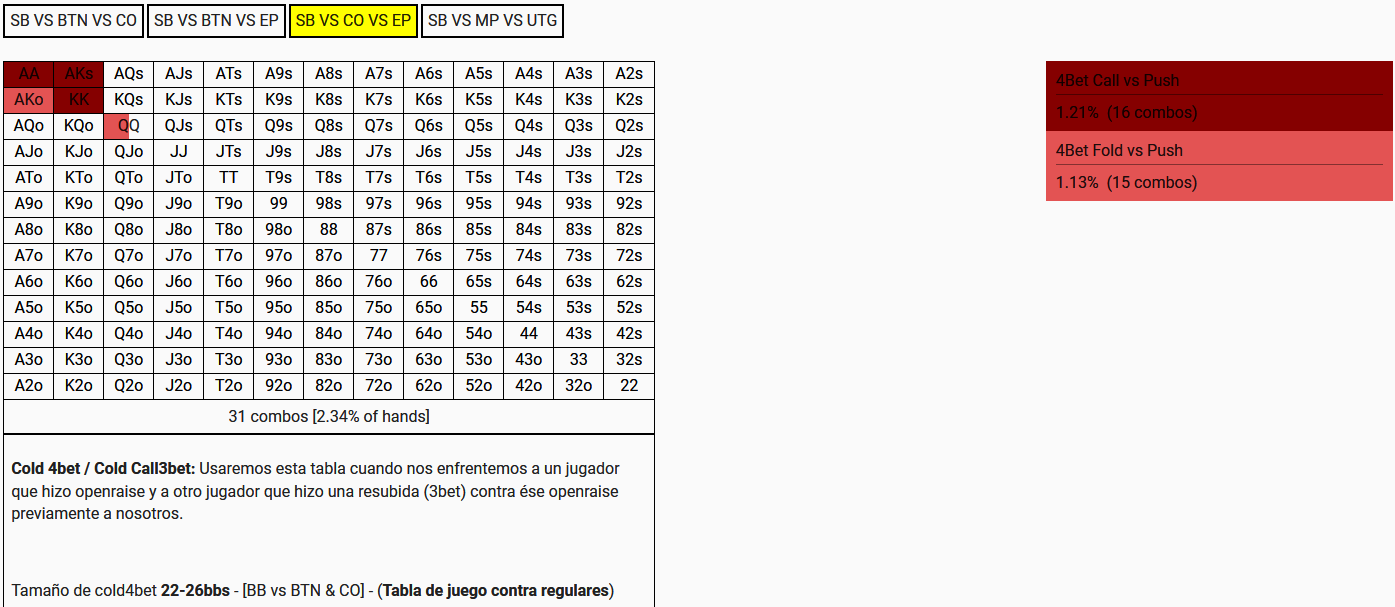 SB VS BTN VS CO SB VS BTN VS EP SB VS CO VS EP SB VS MP VS UTG
AA AKs AQs AJs ATs A9s A8s A7s A6s A5s A4s A3s A2s
AKo KK KQs KJs KTs K9s K8s K7s K6s K5s K4s K3s K2s
AQo KQo QQ QJs QTs Q9s Q8s Q7s Q6s Q5s Q4s Q3s Q2s
AJo KJo QJo JJ JTs J9s J8s J7s J6s J5s J4s J3s J2s
ATo KTo QTo JTo TT T9s T8s T7s T6s T5s T4s T3s T2s
A9o K9o Q9o J9o T9o 99 98s 97s 96s 95s 94s 93s 92s
A8o K8o Q8o J8o T8o 98o 88 87s 86s 85s 84s 83s 82s
A7o K7o Q7o J7o T7o 97o 87o 77 76s 75s 74s 73s 72s
A6o K6o Q6o J6o T6o 96o 86o 76o 66 65s 64s 63s 62s
A5o K5o Q5o J5o T5o 95o 85o 75o 65o 55 54s 53s 52s
A4o K4o Q4o J4o T4o 94o 84o 74o 64o 54o 44 43s 42s
A3o K3o Q3o J3o T3o 93o 83o 73o 63o 53o 43o 33 32s
A2o K2o Q2o J2o T2o 92o 82o 72o 62o 52o 42o 32o 22
31 combos [2.34% of hands]
Cold 4bet / Cold Call3bet: Usaremos esta tabla cuando nos enfrentemos a un jugador
que hizo openraise y a otro jugador que hizo una resubida (3bet) contra ése openraise
previamente a nosotros.
Tamaño de cold4bet 22-26bbs - [BB vs BTN & CO] - (Tabla de juego contra regulares)
4Bet Call vs Push
1.21% (16 combos)
4Bet Fold vs Push
1.13% (15 combos)